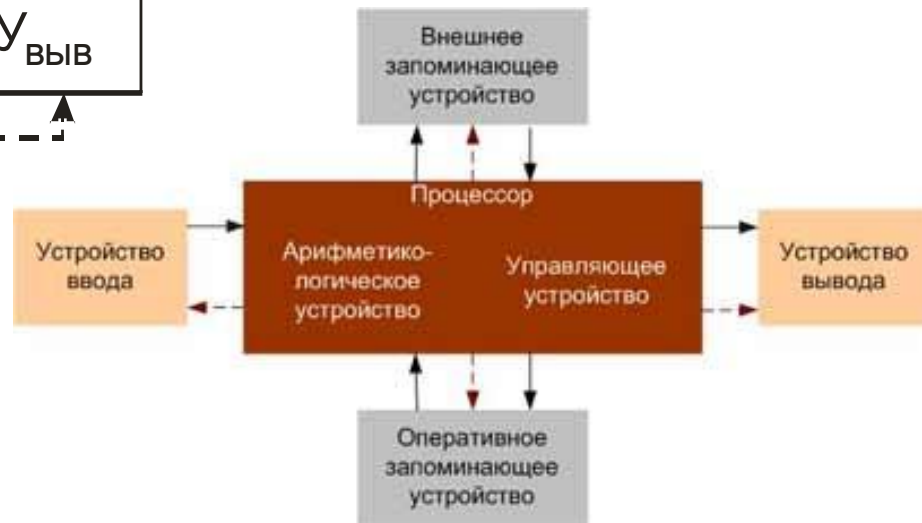 У
ВЫВ
Внешнее
запоминающее
устройство
Процессор
Устройство
ввода
Арифметико-
логическое
устройство
Управляющее
устройство
Устройство
вывода
Оперативное
запоминающее
устройство